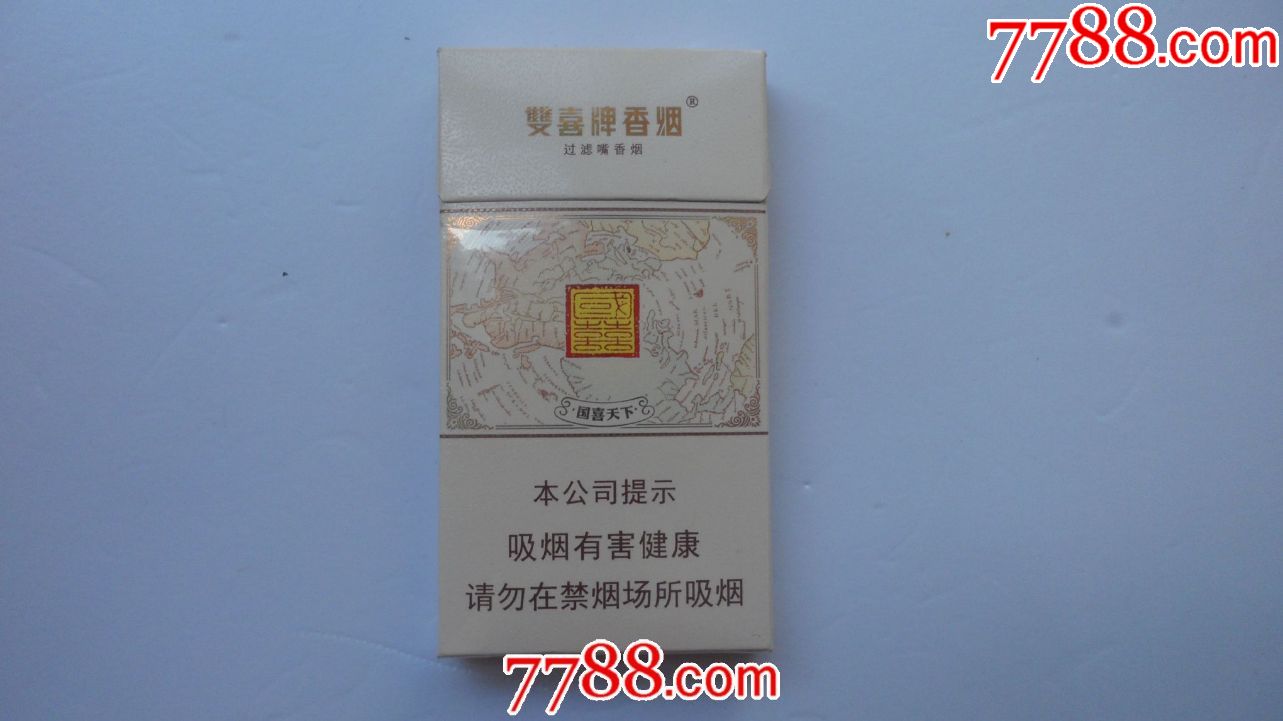 7788.com
雙喜牌香烟®
过滤嘴香烟
國喜
·国喜天下·
本公司提示
吸烟有害健康
请勿在禁烟场所吸烟
7788.com